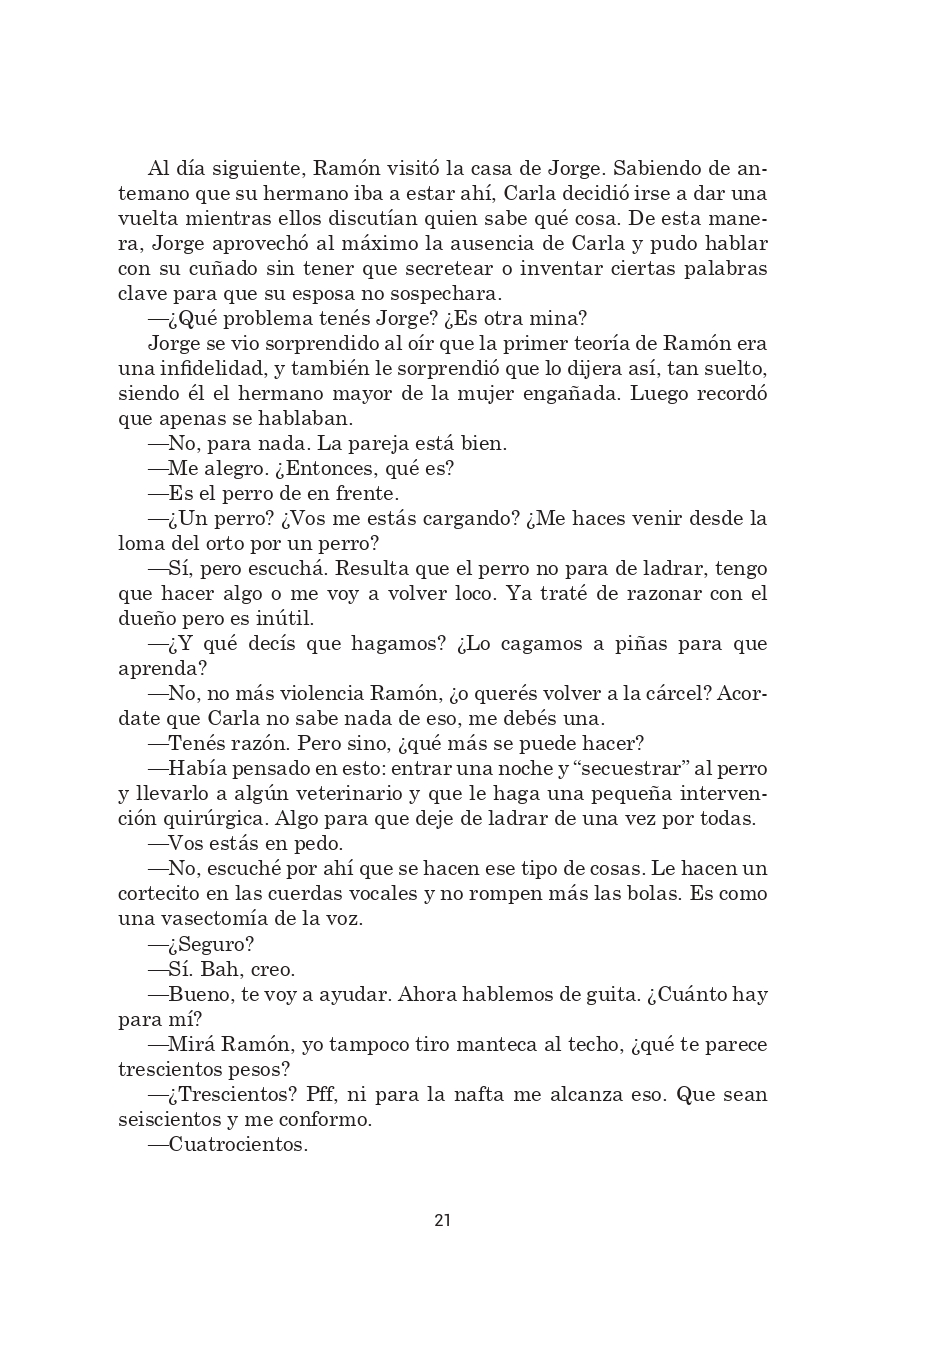 Al día siguiente, Ramón visitó la casa de Jorge. Sabiendo de an-
temano que su hermano iba a estar ahí, Carla decidió irse a dar una
vuelta mientras ellos discutían quien sabe qué cosa. De esta mane-
ra, Jorge aprovechó al máximo la ausencia de Carla y pudo hablar
con su cuñado sin tener que secretear o inventar ciertas palabras
clave para que su esposa no sospechara.
—¿Qué problema tenés Jorge? ¿Es otra mina?
Jorge se vio sorprendido al oír que la primer teoría de Ramón era
una infidelidad, y también le sorprendió que lo dijera así, tan suelto,
siendo él el hermano mayor de la mujer engañada. Luego recordó
que apenas se hablaban.
—No, para nada. La pareja está bien.
—Me alegro. ¿Entonces, qué es?
—Es el perro de en frente.
—¿Un perro? ¿Vos me estás cargando? ¿Me haces venir desde la
loma del orto por un perro?
—Sí, pero escuchá. Resulta que el perro no para de ladrar, tengo
que hacer algo o me voy a volver loco. Ya traté de razonar con el
dueño pero es inútil.
—¿Y qué decís que hagamos? ¿Lo cagamos a piñas para que
aprenda?
—No, no más violencia Ramón, ¿o querés volver a la cárcel? Acor-
date que Carla no sabe nada de eso, me debés una.
—Tenés razón. Pero sino, ¿qué más se puede hacer?
—Había pensado en esto: entrar una noche y “secuestrar” al perro
y llevarlo a algún veterinario y que le haga una pequeña interven-
ción quirúrgica. Algo para que deje de ladrar de una vez por todas.
—Vos estás en pedo.
—No, escuché por ahí que se hacen ese tipo de cosas. Le hacen un
cortecito en las cuerdas vocales y no rompen más las bolas. Es como
una vasectomía de la voz.
—¿Seguro?
—Sí. Bah, creo.
—Bueno, te voy a ayudar. Ahora hablemos de guita. ¿Cuánto hay
para mí?
—Mirá Ramón, yo tampoco tiro manteca al techo, ¿qué te parece
trescientos pesos?
—¿Trescientos? Pff, ni para la nafta me alcanza eso. Que sean
seiscientos y me conformo.
—Cuatrocientos.
21